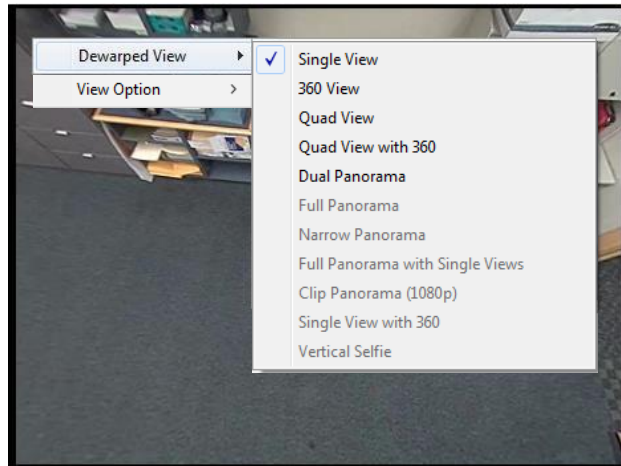 Dewarped View
View Option
Single View
360 View
Quad View
Quad View with 360
Dual Panorama
Full Panorama
Narrow Panorama
Full Panorama with Single Views
Clip Panorama (1080p)
Single View with 360
Vertical Selfie